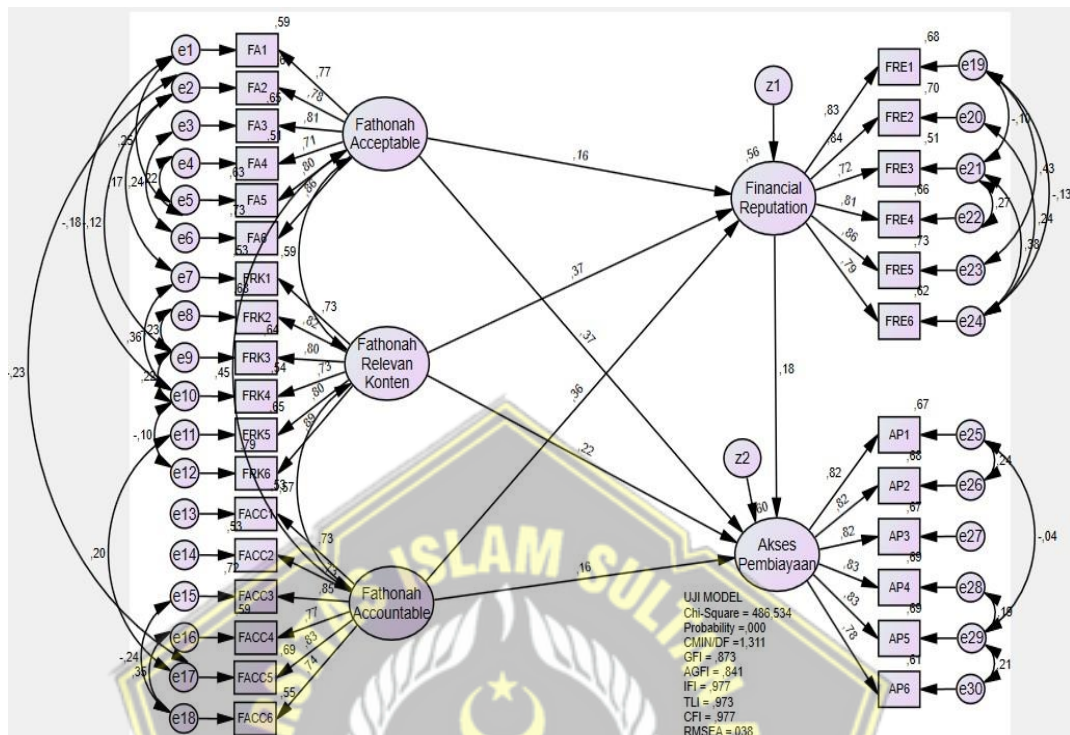 e1
FA1
,59
e2
FA2
e3
FA3
,65
e4
FA4
e5
FA5
,63
e6
FA6
,73
e7
FRK1
,53
e8
FRK2
e9
FRK3
,64
e10
FRK4
,54
e11
FRK5
,65
e12
FRK6
,79
e13
FACC1
,53
e14
FACC2
,53
e15
FACC3
,72
e16
FACC4
,59
e17
FACC5
,69
e18
FACC6
,55
,77
,78
,81
,71
,80
,86
Fathonah
Acceptable
,73
,82
,80
,73
,80
,89
Fathonah
Relevan
Konten
,73
,73
,85
,77
,83
,74
Fathonah
Accountable
,25
,17
,24
-,18
-,12
,36
,22
-,10
-,23
,20
-,24
,35
,59
,45
,57
,16
,37
,37
,36
,22
,16
,18
z1
,56
Financial
Reputation
,83
,84
,72
,81
,86
,79
FRE1
,68
e19
FRE2
,70
e20
FRE3
,51
e21
FRE4
,66
e22
FRE5
,73
e23
FRE6
,62
e24
-,10
,43
-,13
,27
,24
,38
z2
Akses
Pembiayaan
,82
,82
,82
,83
,83
,78
AP1
,67
e25
AP2
,68
e26
AP3
,67
e27
AP4
,69
e28
AP5
,69
e29
AP6
,61
e30
,24
-,04
,19
,21
ISLAM
UJI MODEL
Chi-Square = 486,534
Probability =,000
CMIN/DF =1,311
GFI = ,873
AGFI = ,841
IFI = ,977
TLI = ,973
CFI = ,977
RMSEA =,038